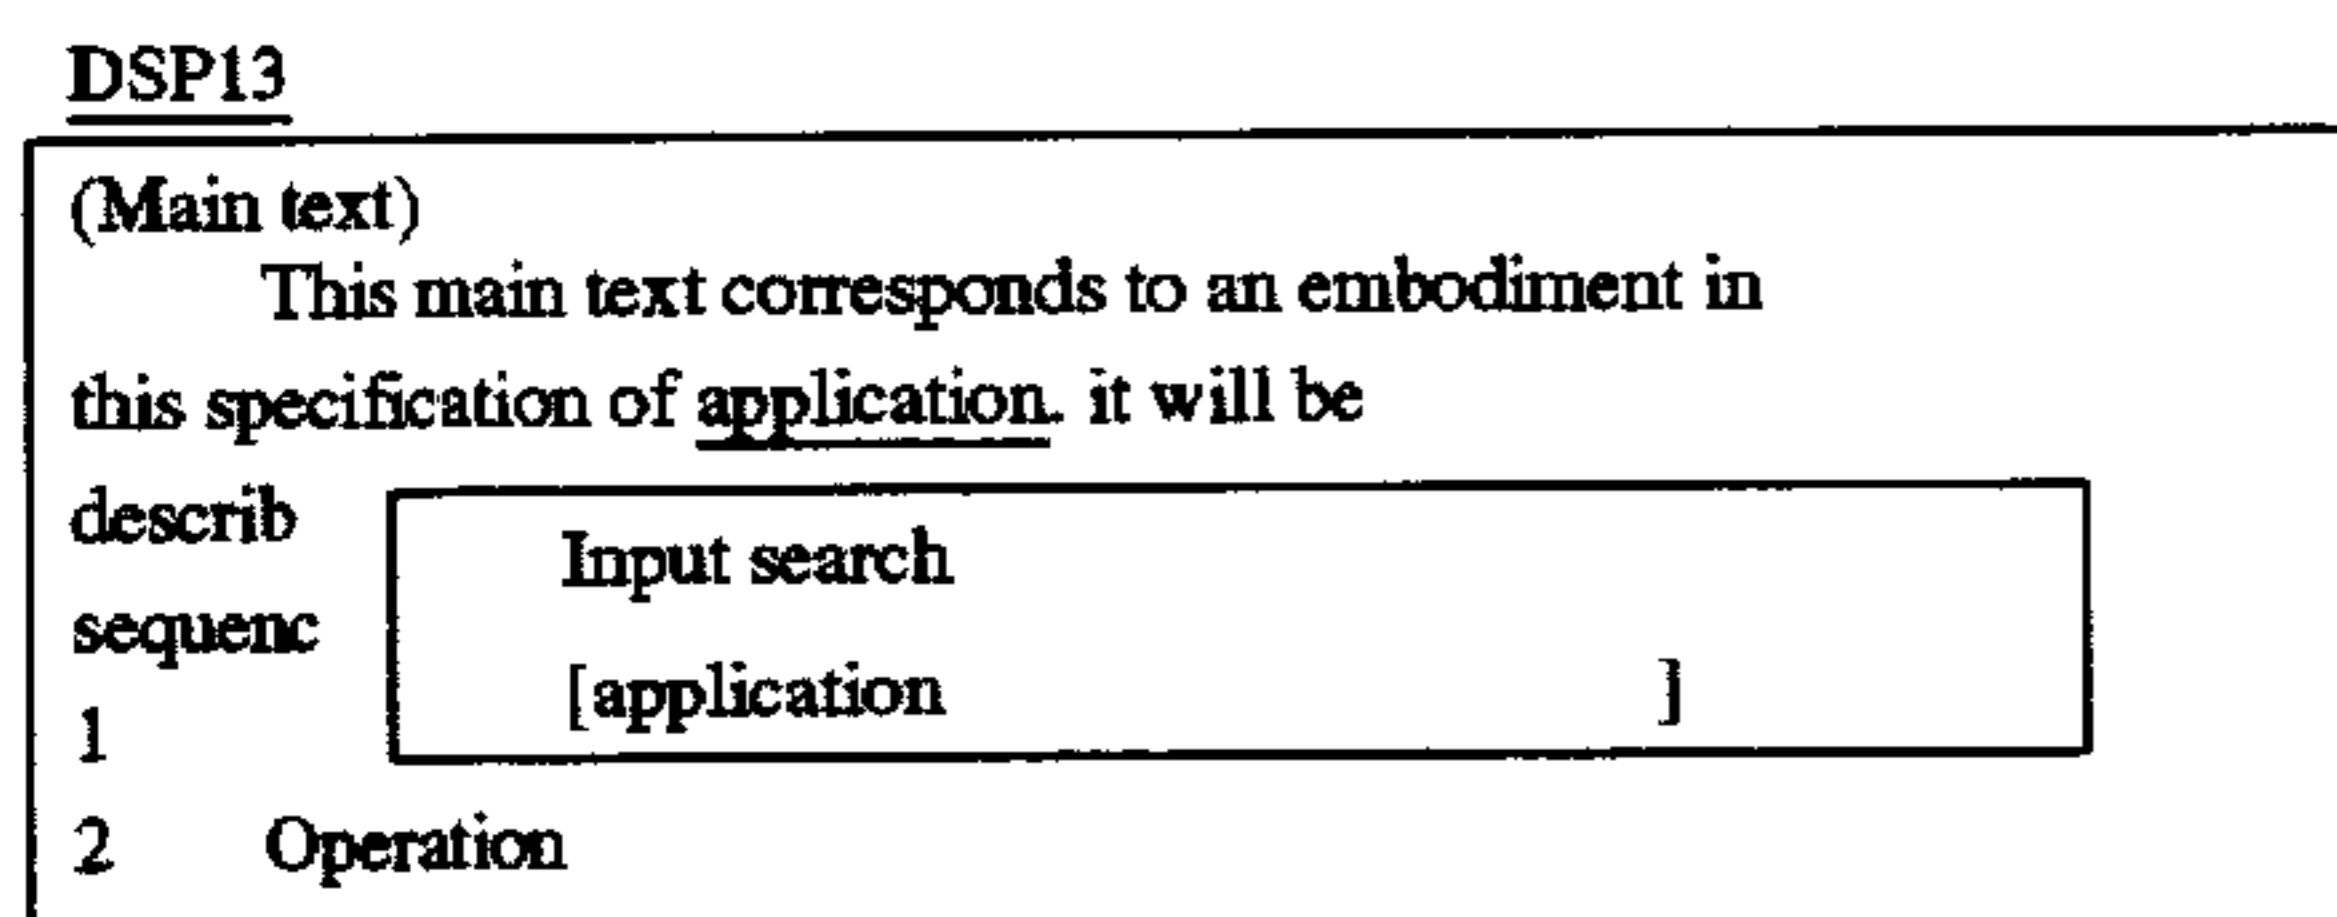 DSP13
(Main text)
This main text corresponds to an embodiment in
this specification of application. it will be
describ
Input search
sequenc
[application ]
1
2 Operation